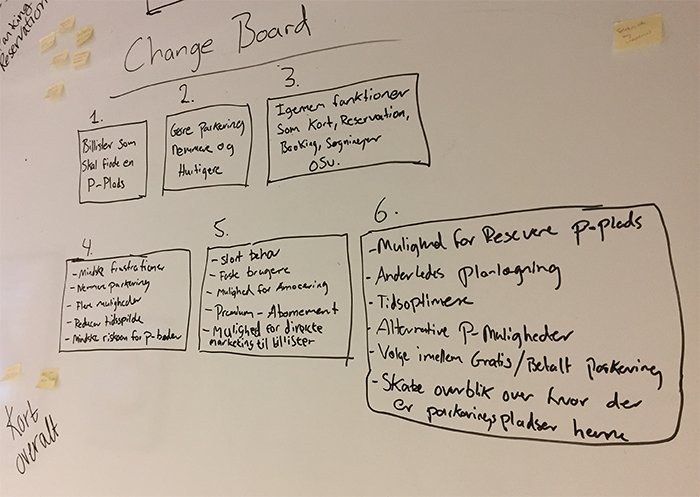 Reservation
Change Board
1.
Billister som
skal finde en
P-Plads
2.
Gøre Parkering
nemmere og
Hurtigere
3.
Igemem funktioner
Som Kort, Reservation,
Booking, Søgninger
OSV.
4.
- Mindske frustrationer
- Nemmere parkering
- Flere muligheder
- Reducer tidsspilde
- Mindske risikoen for P-bøder
5.
- Stort behov
- Faste brugere
- Mulighed for Annoncering
- Premium - Abonnement
- Mulighed for direkte
marketing til billister
6.
- Mulighed for Reservere P-plads
- Anderledes planlægning
- Tidsoptimere
- Alternative P-Muligheder
- Vælge imellem Gratis/Betalt parkering
- Skabe overblik over hvor der
er parkeringspladser henne
Kort
overalt